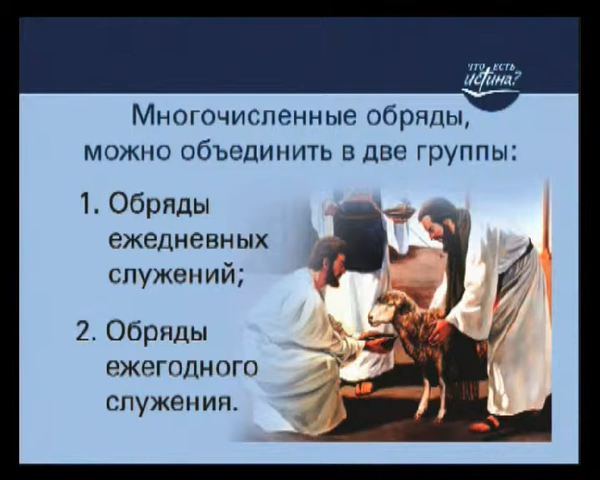 что есть
истина?
Многочисленные обряды,
можно объединить в две группы:
1. Обряды
ежедневных
служений;
2. Обряды
ежегодного
служения.